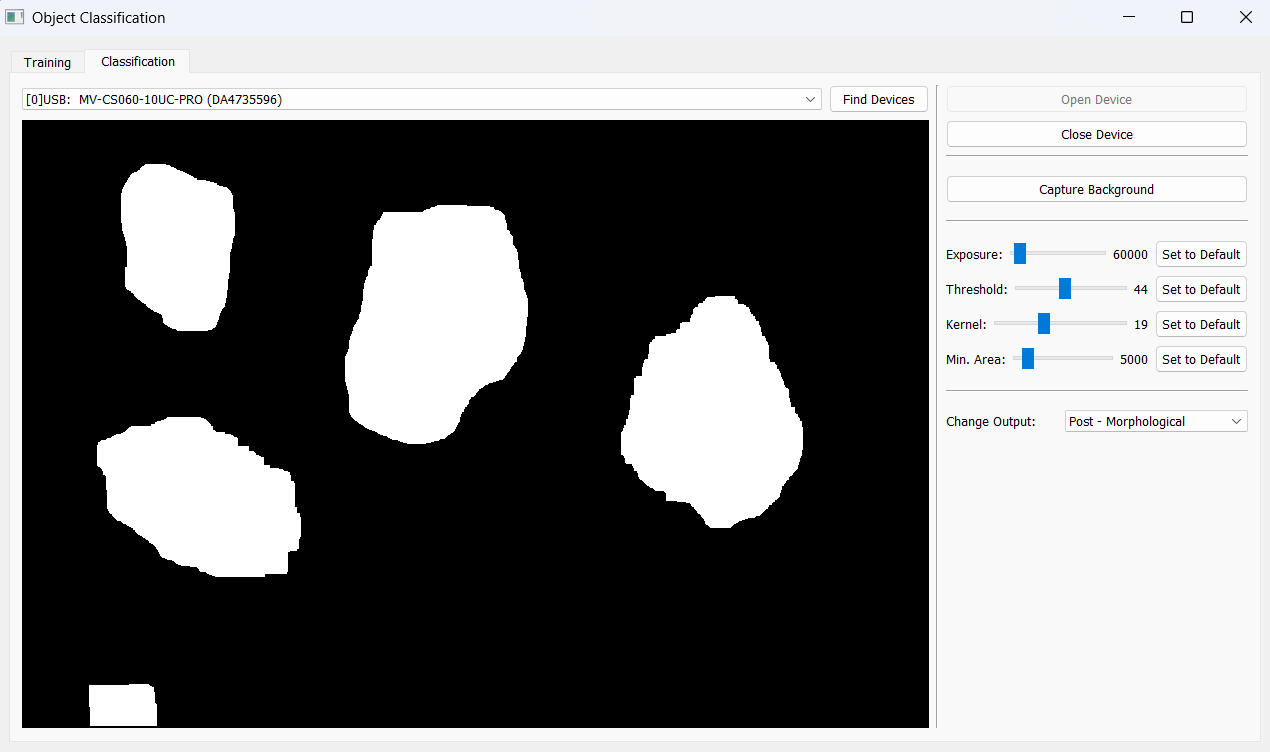 Object Classification
Training
Classification
[0]USB:  MV-CS060-10UC-PRO (DA4735596)
Find Devices
Open Device
Close Device
Capture Background
Exposure: 60000 Set to Default
Threshold: 44 Set to Default
Kernel: 19 Set to Default
Min. Area: 5000 Set to Default
Change Output: Post - Morphological